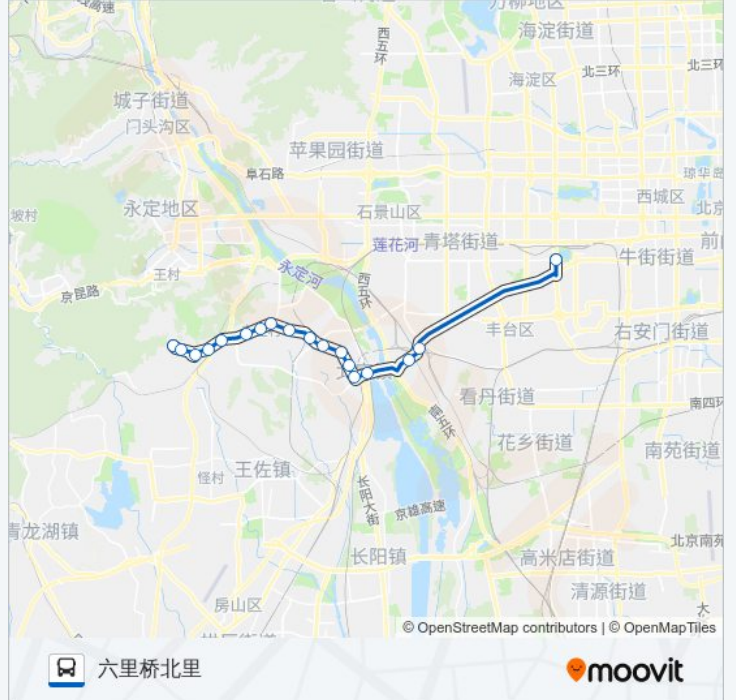 万柳地区
海淀街道
西五环
北三环
北三环
海淀区
城子街道
门头沟区
苹果园街道
阜石路
西城区
永定地区
石景山区
坡村
莲花河
青塔街道
牛街街道
王村
永定河
西五环
京昆路
丰台区
右安门街道
看丹街道
南四环
南五环
花乡街道
南苑街道
王佐镇
怪村
长阳大街
京雄高速
青龙湖镇
长阳镇
高米店街道
清源街道
房山区
© OpenStreetMap contributors | © OpenMapTiles
六里桥北里
moovit